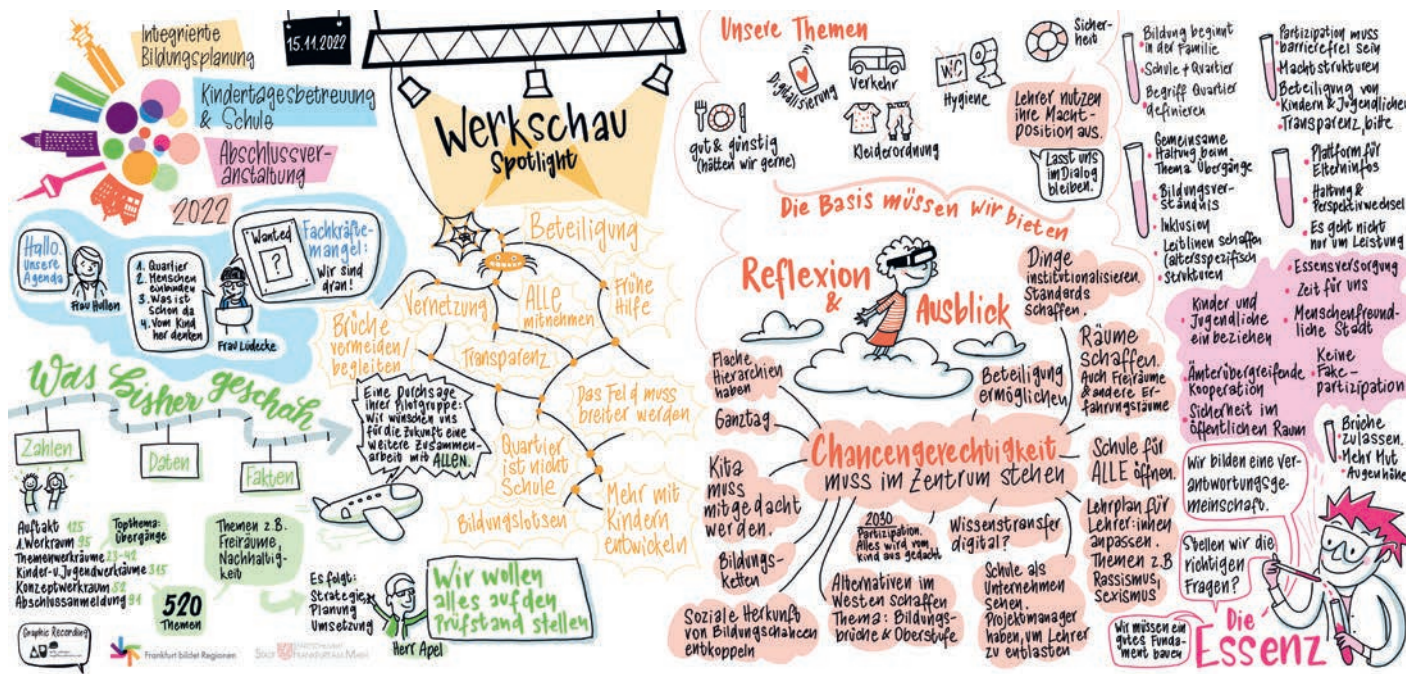 Integrierte
Bildungsplanung
15.11.2022
Kindertagesbetreuung
& Schule
Abschlussver-
anstaltung
2022
Hallo.
Unsere
Agenda
Frau Hullen
1. Quartier
2. Menschen
einbinden
3. Was ist
schon da
4. Vom Kind
her denken
Frau Lüdecke
Wanted
?
Fachkräfte-
mangel:
Wir sind
dran!
Was bisher geschah
Zahlen
Daten
Fakten
Auftakt 125
1. Werkraum 95
Themenwerkräume 23-42
Kinder-u. Jugendwerkräume 315
Konzeptwerkraum 52
Abschlussanmeldung 91
Topthema:
Übergänge
520
Themen
Themen z.B.
Freiräume,
Nachhaltig-
keit
Es folgt:
Strategie
Planung
Umsetzung
Herr Apel
Wir wollen
alles auf den
Prüfstand stellen
Graphic Recording
Frankfurt bildet Regionen
STADT FRANKFURT AM MAIN
Werkschau
Spotlight
Beteiligung
Vernetzung
ALLE
mitnehmen
Frühe
Hilfe
Brüche
vermeiden/
begleiten
Transparenz
Das Feld muss
breiter werden
Eine Durchsage
ihrer Pilotgruppe:
Wir wünschen uns
für die Zukunft eine
weitere Zusammen-
arbeit mit ALLEN.
Quartier
ist nicht
Schule
Bildungslotsen
Mehr mit
Kindern
entwickeln
Unsere Themen
Digitalisierung
Verkehr
WC
Hygiene
Sicher-
heit
gut & günstig
(hätten wir gerne)
Kleiderordnung
Lehrer nutzen
ihre Macht-
position aus.
Lasst uns
im Dialog
bleiben.
Die Basis müssen wir bieten
Reflexion
&
Ausblick
Dinge
institutionalisieren.
Standards
schaffen.
Flache
Hierarchien
haben
Ganztag
Beteiligung
ermöglichen
Räume
schaffen.
Auch Freiräume
& andere Er-
fahrungsräume
Chancengerechtigkeit
muss im Zentrum stehen
Kita
muss
mitgedacht
werden.
Schule für
ALLE öffnen.
Bildungs-
ketten
2030
Partizipation.
Alles wird vom
Kind aus gedacht
Wissenstransfer
digital?
Lehrplan für
Lehrer:innen
anpassen.
Themen z.B
Rassismus,
Sexismus
Soziale Herkunft
von Bildungschancen
entkoppeln
Alternativen im
Westen schaffen
Thema: Bildungs-
brüche & Oberstufe
Schule als
Unternehmen
sehen.
Projektmanager
haben, um Lehrer
zu entlasten
Bildung beginnt
in der Familie
Schule + Quartier
Begriff Quartier
definieren
Partizipation muss
barrierefrei sein
Machtstrukturen
Beteiligung von
Kindern & Jugendlichen
Transparenz, bitte
Gemeinsame
Haltung beim
Thema Übergänge
Bildungsver-
ständnis
Inklusion
Leitlinen schaffen
(altersspezifisch
Strukturen
Plattform für
Elterninfos
Haltung &
Perspektivwechsel
Es geht nicht
nur um Leistung
Kinder und
Jugendliche
einbeziehen
Ämterübergreifende
Kooperation
Sicherheit im
öffentlichen Raum
Essensversorgung
Zeit für uns
Menschenfreund-
liche Stadt
Keine
Fake-
partizipation
Brüche
zulassen.
Mehr Mut
Augenhöhe
Wir bilden eine Ver-
antwortungsge-
meinschaft.
Stellen wir die
richtigen
Fragen?
Wir müssen ein
gutes Funda-
ment bauen
Die
Essenz